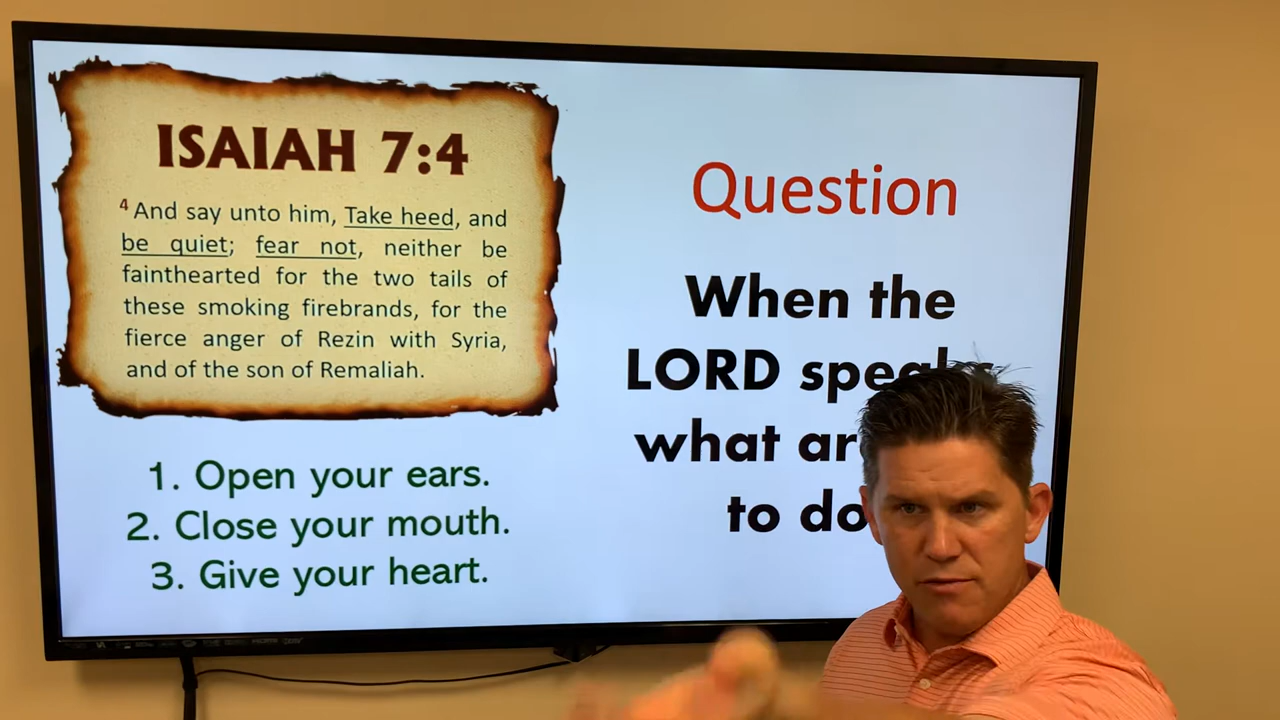 ISAIAH 7:4
4 And say unto him, Take heed, and
be quiet; fear not, neither be
fainthearted for the two tails of
these smoking firebrands, for the
fierce anger of Rezin with Syria,
and of the son of Remaliah.
1. Open your ears.
2. Close your mouth.
3. Give your heart.
Question
When the
LORD speaks
what
to do